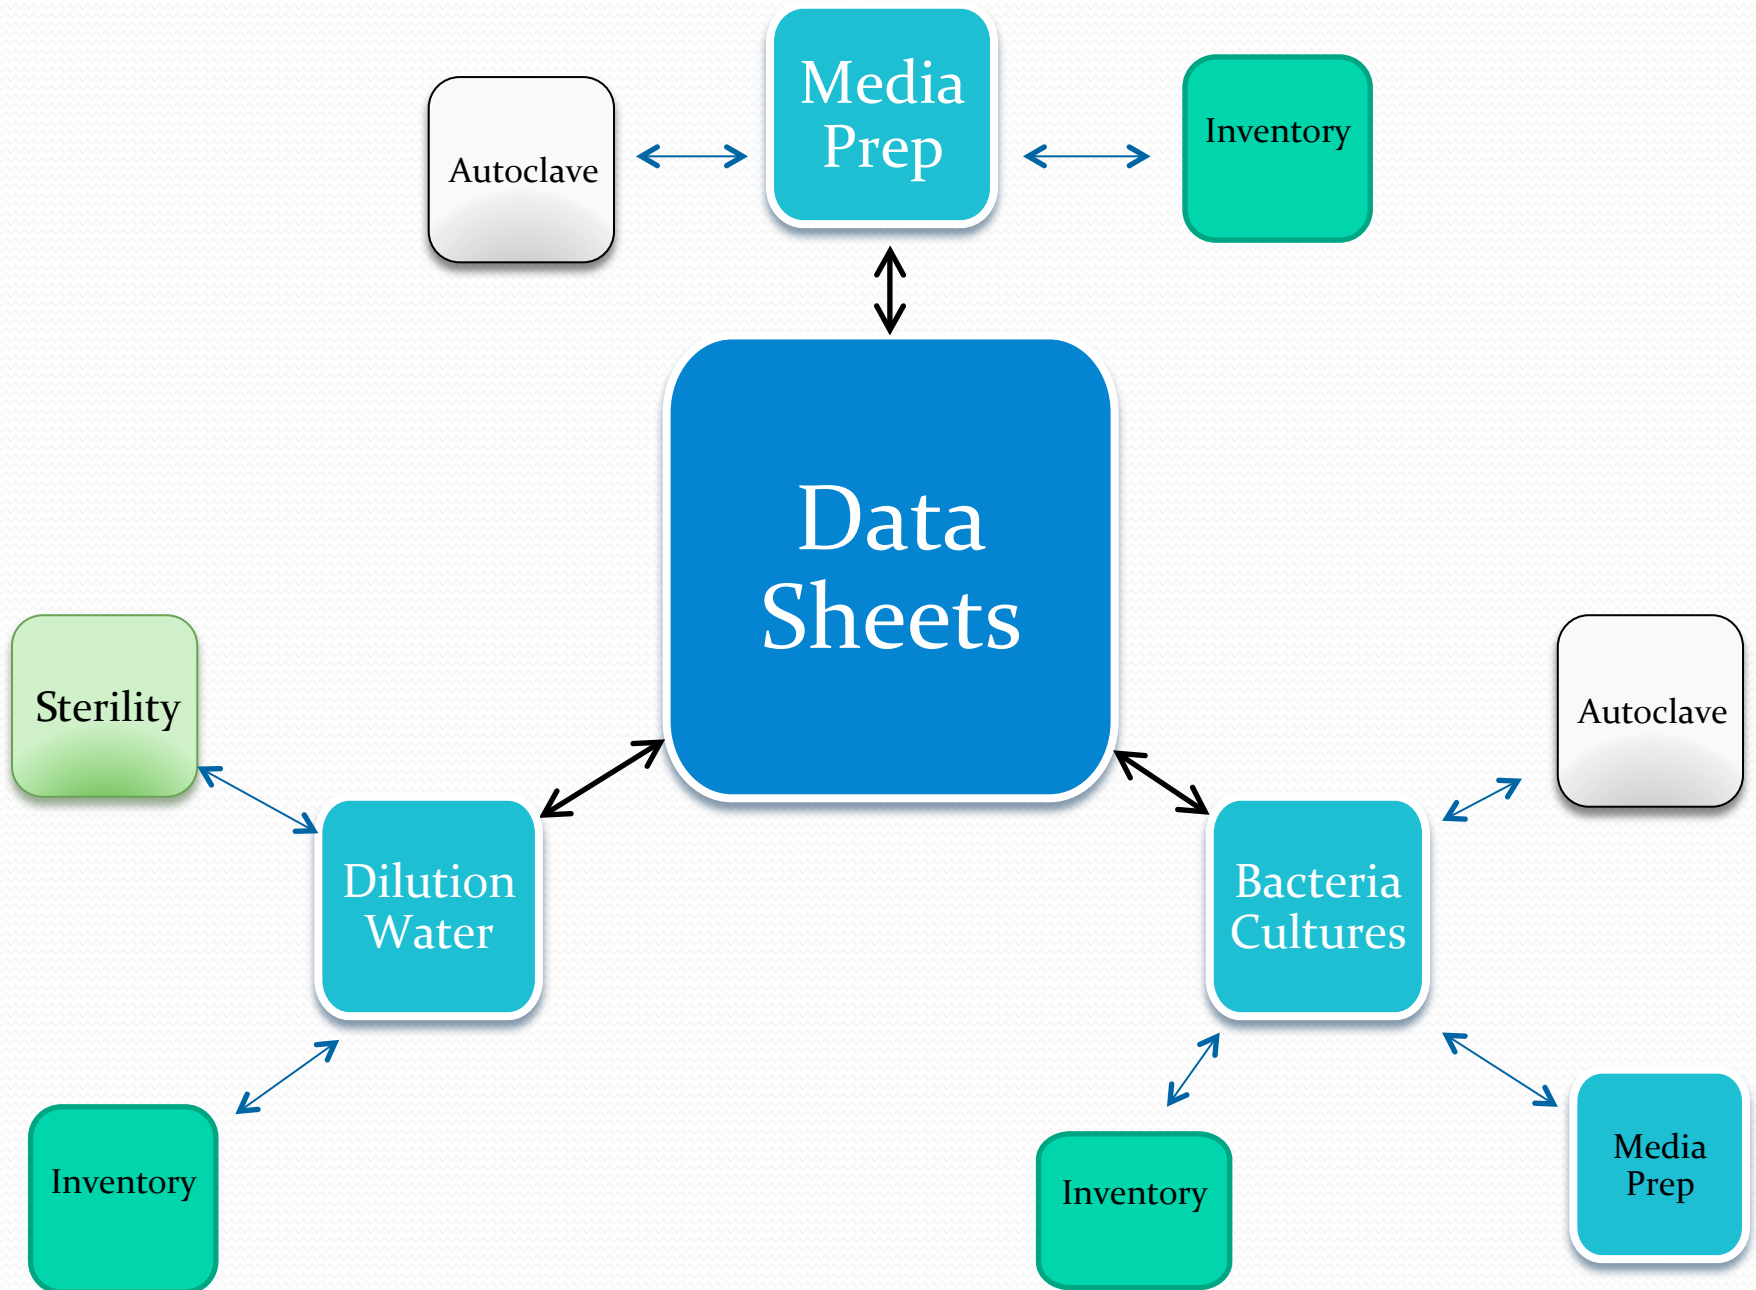 Media
Prep
Autoclave
Inventory
Data
Sheets
Sterility
Autoclave
Dilution
Water
Bacteria
Cultures
Inventory
Inventory
Media
Prep